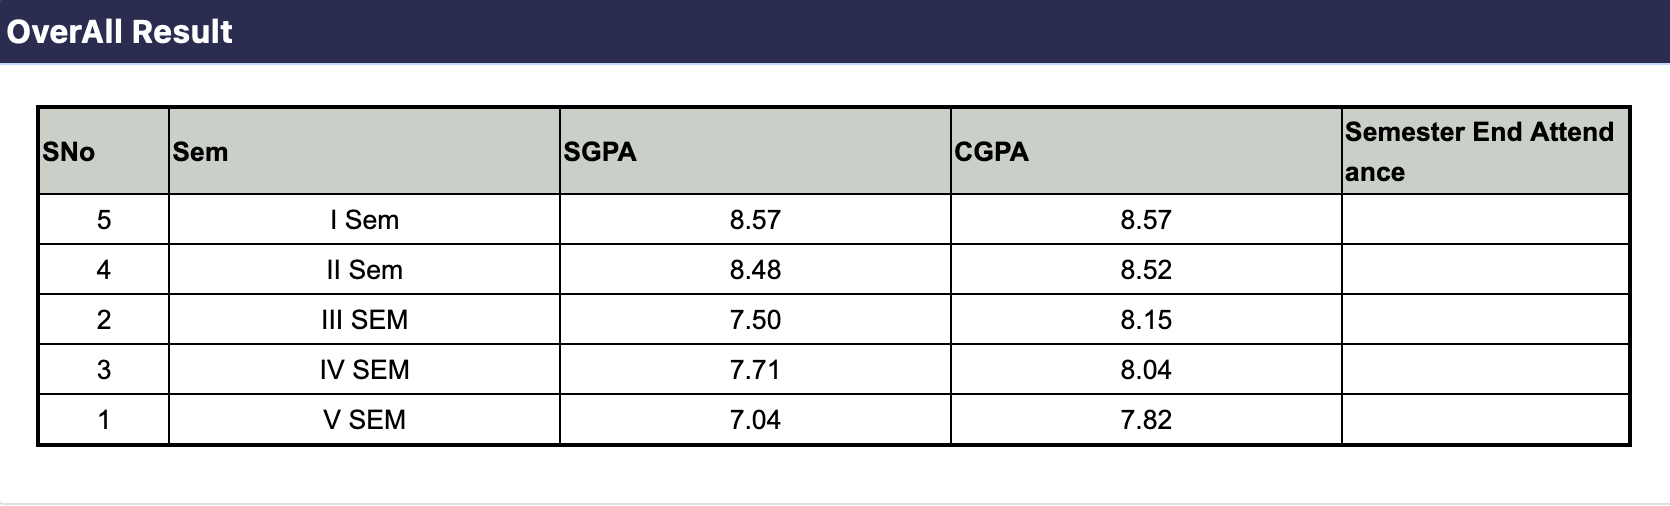 OverAll Result
SNo Sem SGPA CGPA Semester End Attend
ance
5 I Sem 8.57 8.57
4 II Sem 8.48 8.52
2 III SEM 7.50 8.15
3 IV SEM 7.71 8.04
1 V SEM 7.04 7.82